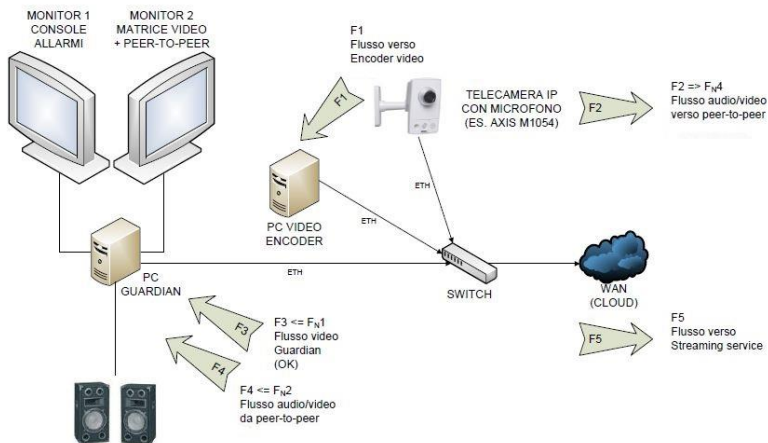 MONITOR 1
CONSOLE
ALLARMI
MONITOR 2
MATRICE VIDEO
+ PEER-TO-PEER
F1
Flusso verso
Encoder video
F1
TELECAMERA IP
CON MICROFONO
(ES. AXIS M1054)
F2
F2 => FN4
Flusso audio/video
verso peer-to-peer
ETH
PC VIDEO
ENCODER
ETH
PC
GUARDIAN
ETH
SWITCH
WAN
(CLOUD)
F3
F3 <= FN1
Flusso video
Guardian
(OK)
F4
F4 <= FN2
Flusso audio/video
da peer-to-peer
F5
F5
Flusso verso
Streaming service